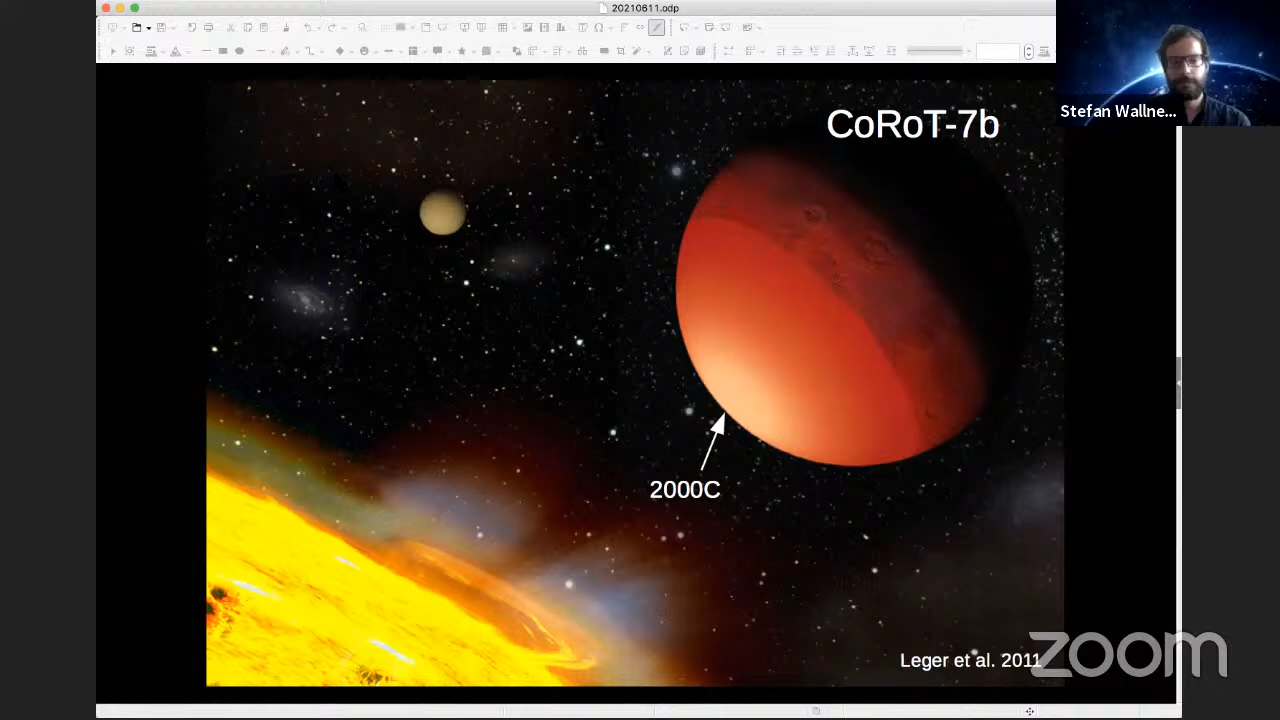 20210611.odp
CoRoT-7b
Stefan Wallne...
2000C
Leger et al. 2011
zoom